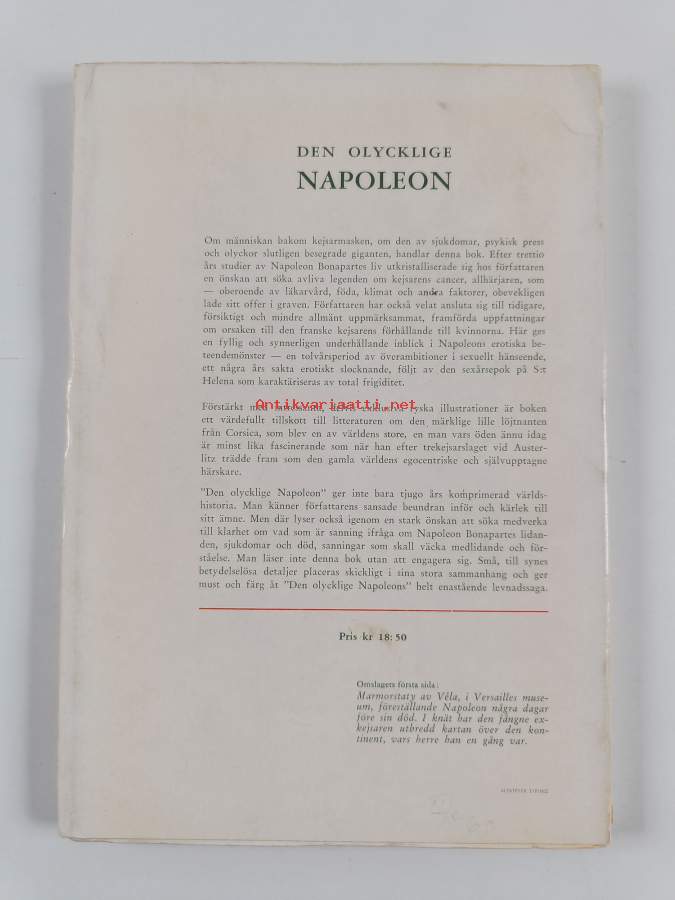 DEN OLYCKLIGE
NAPOLEON
Om människan bakom kejsarmasken, om den av sjukdomar, psykisk press
och olyckor slutligen besegrade giganten, handlar denna bok. Efter trettio
års studier av Napoleon Bonapartes liv utkristalliserade sig hos författaren
en önskan att söka avliva legenden om kejsarens cancer, allhärjaren, som
— oberoende av läkarvård, föda, klimat och andra faktorer, obevekligen
lade sitt offer i graven. Författaren har också velat ansluta sig till tidigare,
försiktigt och mindre allmänt uppmärksammat, framförda uppfattningar
om orsaken till den franske kejsarens förhållande till kvinnorna. Här ges
en fyllig och synnerligen underhållande inblick i Napoleons erotiska be-
teendemönster — en tolvårsperiod av överambitioner i sexuellt hänseende,
ett några års sakta erotiskt slocknande, följt av den sexårsepok på S:t
Helena som karaktäriseras av total frigiditet.
Antikvariaatti.net
Förstärkt med illustrationer är boken
ett värdefullt tillskott till litteraturen om den märklige lille löjtnanten
från Corsica, som blev en av världens store, en man vars öden ännu idag
är minst lika fascinerande som när han efter trekejsarslaget vid Auster-
litz trädde fram som den gamla världens egocentriske och självupptagne
härskare.
"Den olycklige Napoleon" ger inte bara tjugo års komprimerad världs-
historia. Man känner författarens sansade beundran inför och kärlek till
sitt ämne. Men där lyser också igenom en stark önskan att söka medverka
till klarhet om vad som är sanning ifråga om Napoleon Bonapartes lidan-
den, sjukdomar och död, sanningar som skall väcka medlidande och för-
ståelse. Man läser inte denna bok utan att engagera sig. Små, till synes
betydelselösa detaljer placeras skickligt i sina stora sammanhang och ger
must och färg åt "Den olycklige Napoleons" helt enastående levnadssaga.
Pris kr 18:50
Omslagets första sida:
Marmorstaty av Véla, i Versailles muse-
um, föreställande Napoleon några dagar
före sin död. I knät har den fångne ex-
kejsaren utbredd kartan över den kon-
tinent, vars herre han en gång var.